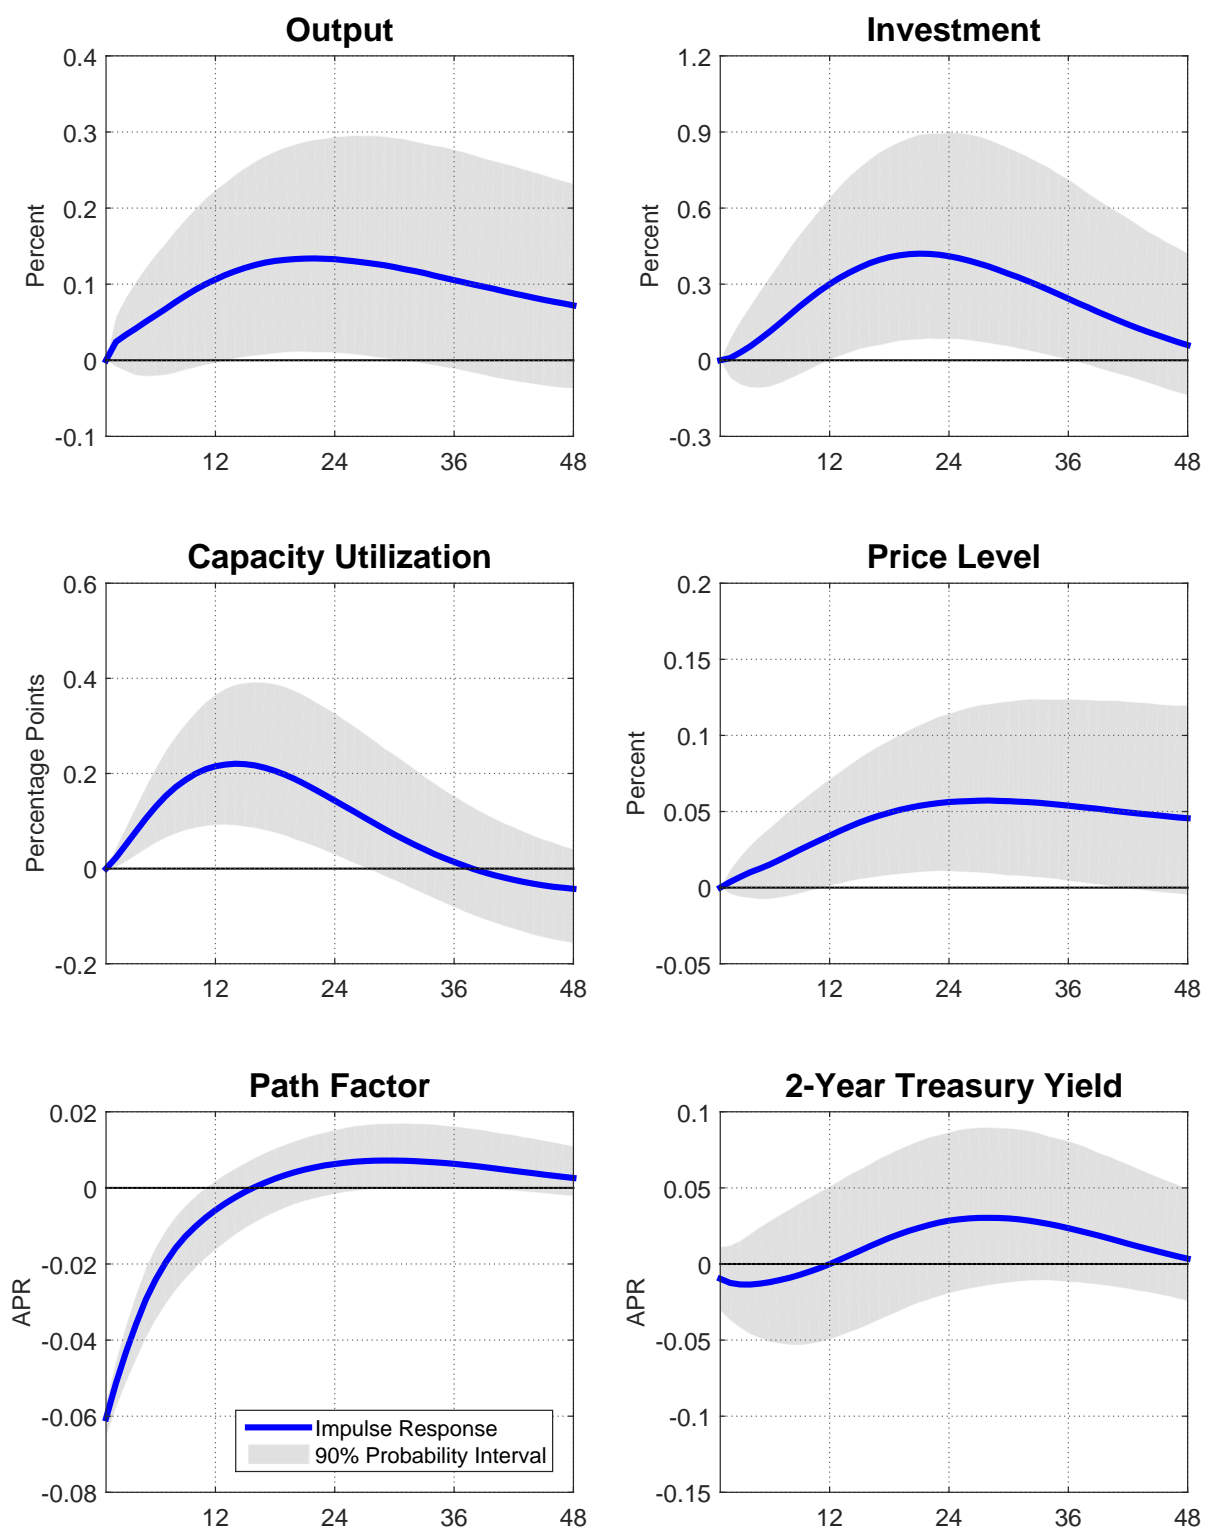 Output
Percent
0.4
0.3
0.2
0.1
0
-0.1
12 24 36 48
Investment
Percent
1.2
0.9
0.6
0.3
0
-0.3
12 24 36 48
Capacity Utilization
Percentage Points
0.6
0.4
0.2
0
-0.2
12 24 36 48
Price Level
Percent
0.2
0.15
0.1
0.05
0
-0.05
12 24 36 48
Path Factor
APR
0.02
0
-0.02
-0.04
-0.06
-0.08
12 24 36 48
Impulse Response
90% Probability Interval
2-Year Treasury Yield
APR
0.1
0.05
0
-0.05
-0.1
-0.15
12 24 36 48